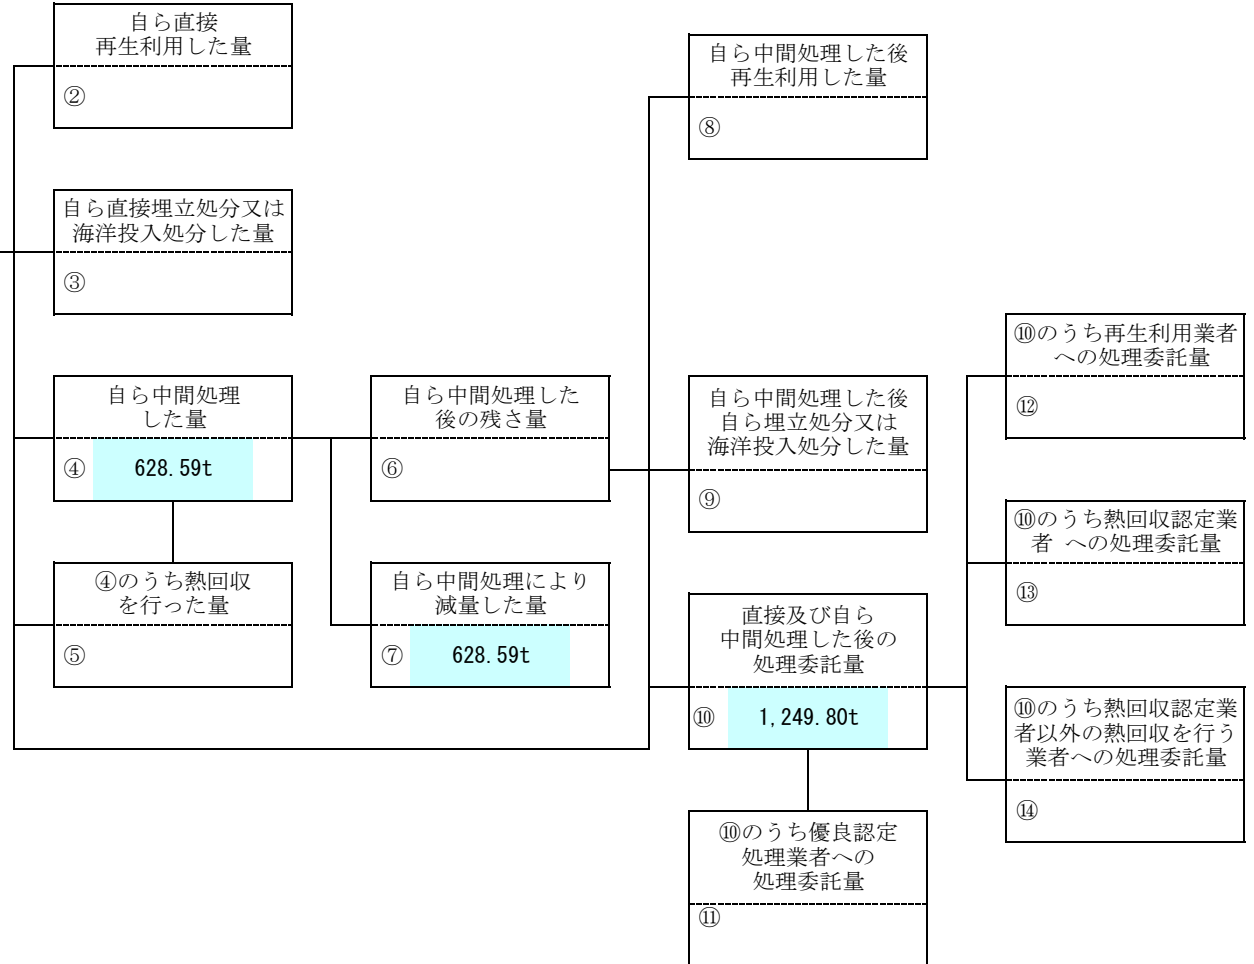 自ら直接
再生利用した量
②
自ら直接埋立処分又は
海洋投入処分した量
③
自ら中間処理
した量
④ 628.59t
④のうち熱回収
を行った量
⑤
自ら中間処理した
後の残さ量
⑥
自ら中間処理により
減量した量
⑦ 628.59t
自ら中間処理した後
再生利用した量
⑧
自ら中間処理した後
自ら埋立処分又は
海洋投入処分した量
⑨
直接及び自ら
中間処理した後の
処理委託量
⑩ 1,249.80t
⑩のうち優良認定
処理業者への
処理委託量
⑪
⑩のうち再生利用業者
への処理委託量
⑫
⑩のうち熱回収認定業
者 への処理委託量
⑬
⑩のうち熱回収認定業
者以外の熱回収を行う
業者への処理委託量
⑭